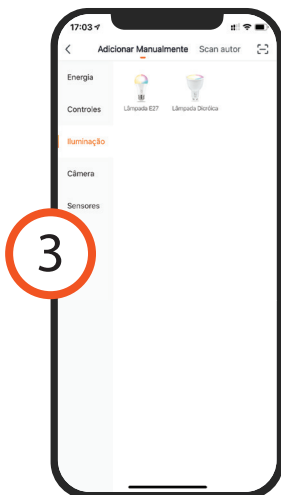 17:03
Adicionar Manualmente Scan autor
Energia
Controles
Iluminação
Câmera
Sensores
Lâmpada E27 Lâmpada Dicróica
3